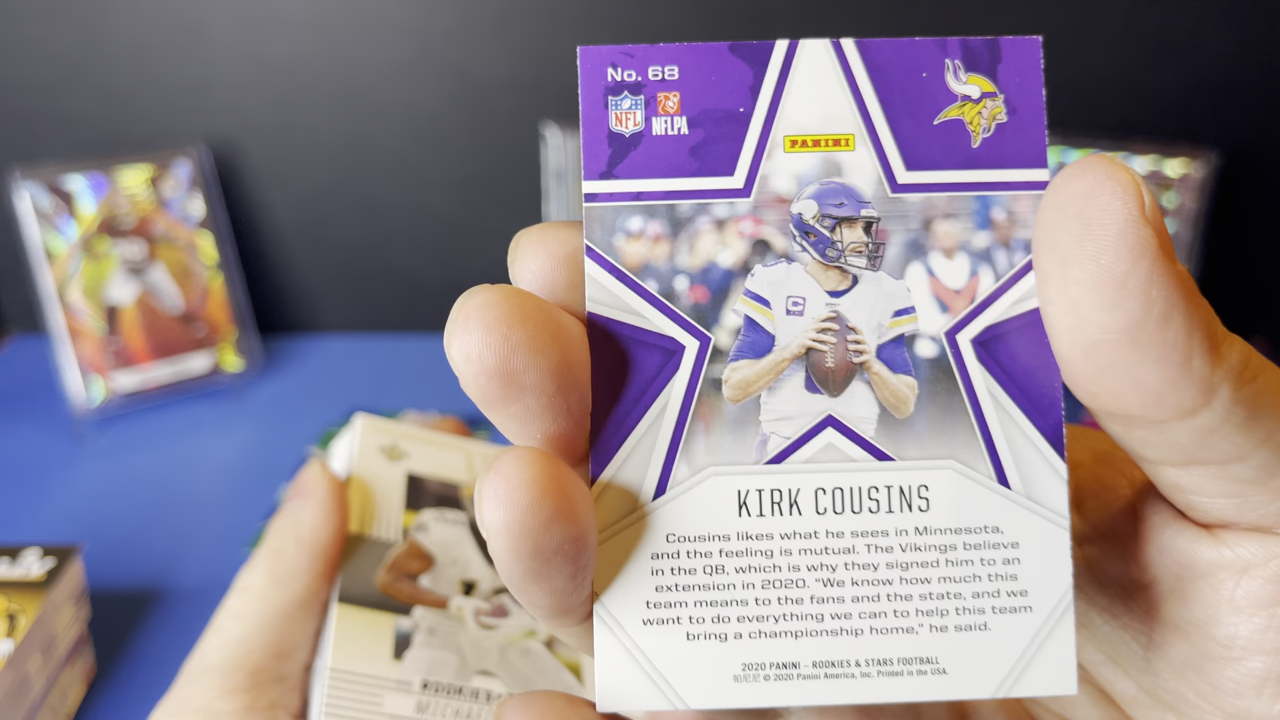 No. 68
NFL
NFLPA
PANINI
KIRK COUSINS
Cousins likes what he sees in Minnesota,
and the feeling is mutual. The Vikings believe
in the QB, which is why they signed him to an
extension in 2020. “We know how much this
team means to the fans and the state, and we
want to do everything we can to help this team
bring a championship home,” he said.
2020 PANINI – ROOKIES & STARS FOOTBALL
帕尼尼 © 2020 Panini America, Inc. Printed in the USA.